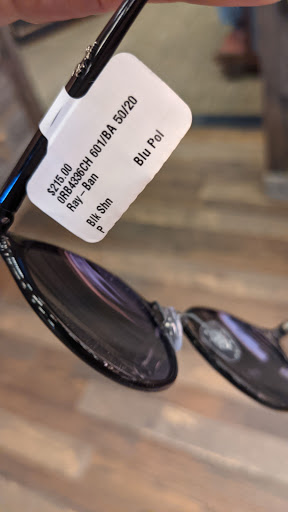 $215.00
0RB4336CH 601/BA 50/20
Ray – Ban
Blk Shn
Blu Pol
P